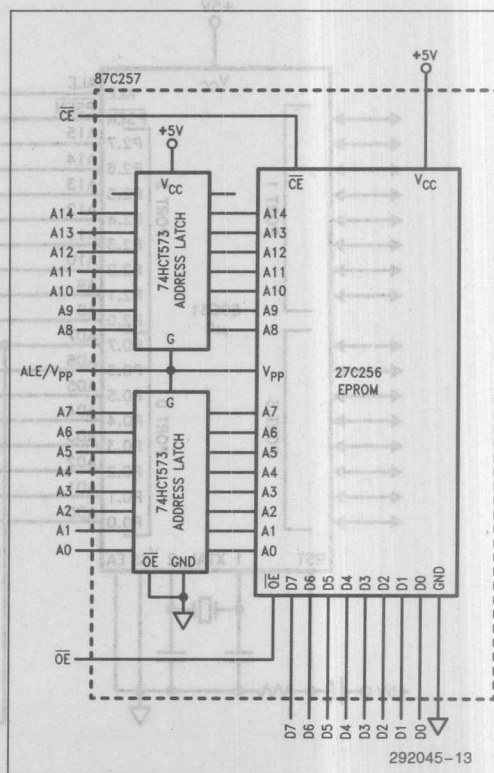 +5V
87C257
CE
+5V
CE
VCC
VCC
A14 A14
A13 A13
A12 A12
A11 A11
A10 A10
A9 A9
A8 A8
74HCT573
ADDRESS LATCH
G
ALE/VPP
VPP
27C256
EPROM
G
A7 A7
A6 A6
A5 A5
A4 A4
A3 A3
A2 A2
A1 A1
A0 A0
74HCT573
ADDRESS LATCH
OE GND
OE D7 D6 D5 D4 D3 D2 D1 D0 GND
OE
D7 D6 D5 D4 D3 D2 D1 D0
292045-13